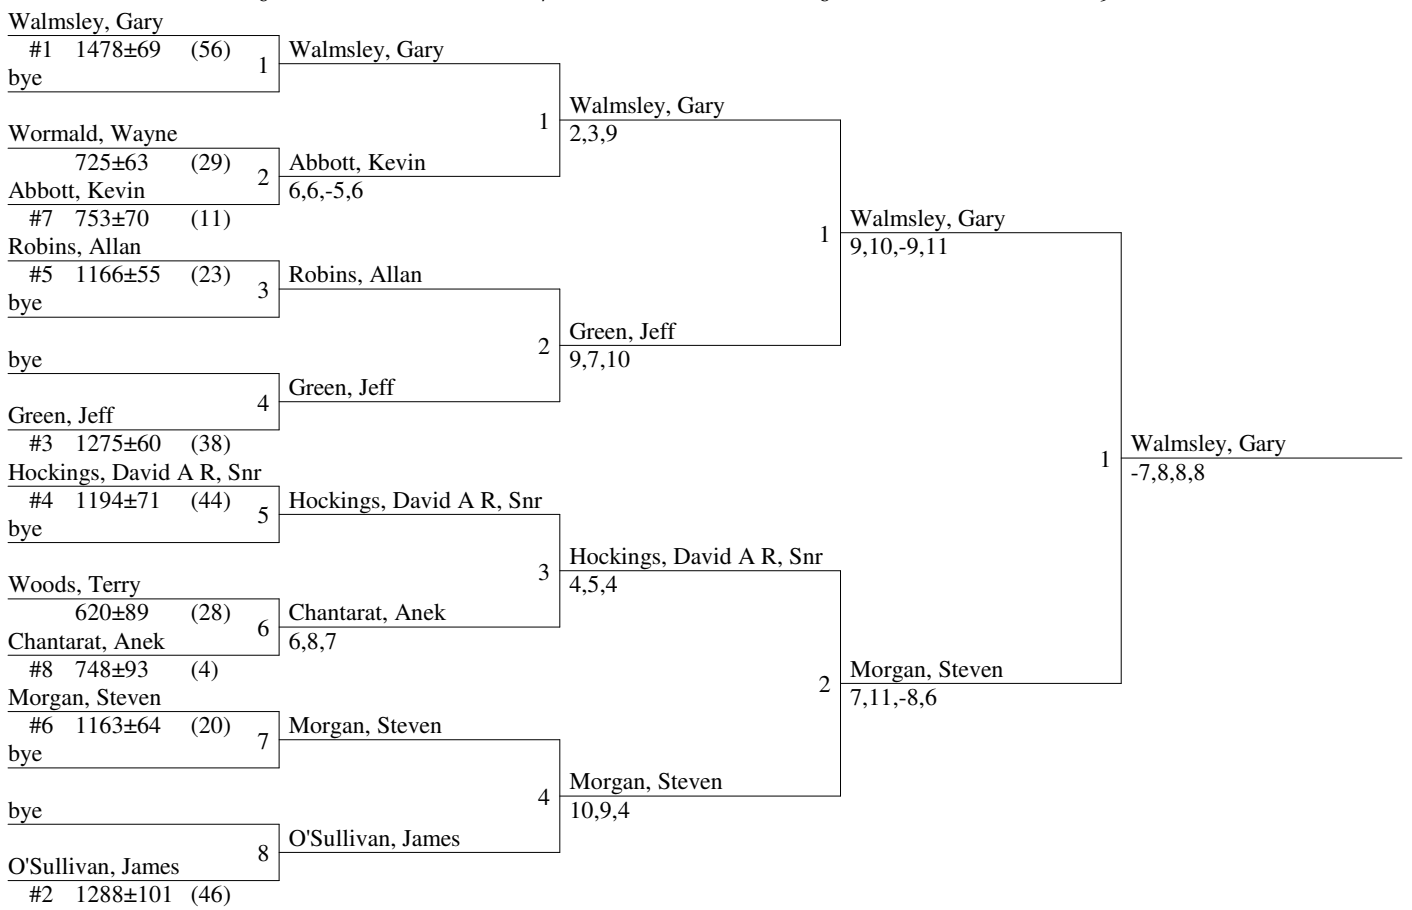 Walmsley, Gary
#1 1478±69 (56)
bye
1
Walmsley, Gary
Wormald, Wayne
725±63 (29)
Abbott, Kevin
#7 753±70 (11)
2
Abbott, Kevin
6,6,-5,6
1
Walmsley, Gary
2,3,9
Robins, Allan
#5 1166±55 (23)
bye
3
Robins, Allan
bye
Green, Jeff
#3 1275±60 (38)
4
Green, Jeff
2
Green, Jeff
9,7,10
1
Walmsley, Gary
9,10,-9,11
Hockings, David A R, Snr
#4 1194±71 (44)
bye
5
Hockings, David A R, Snr
Woods, Terry
620±89 (28)
Chantarat, Anek
#8 748±93 (4)
6
Chantarat, Anek
6,8,7
3
Hockings, David A R, Snr
4,5,4
Morgan, Steven
#6 1163±64 (20)
bye
7
Morgan, Steven
bye
O'Sullivan, James
#2 1288±101 (46)
8
O'Sullivan, James
4
Morgan, Steven
10,9,4
2
Morgan, Steven
7,11,-8,6
1
Walmsley, Gary
-7,8,8,8